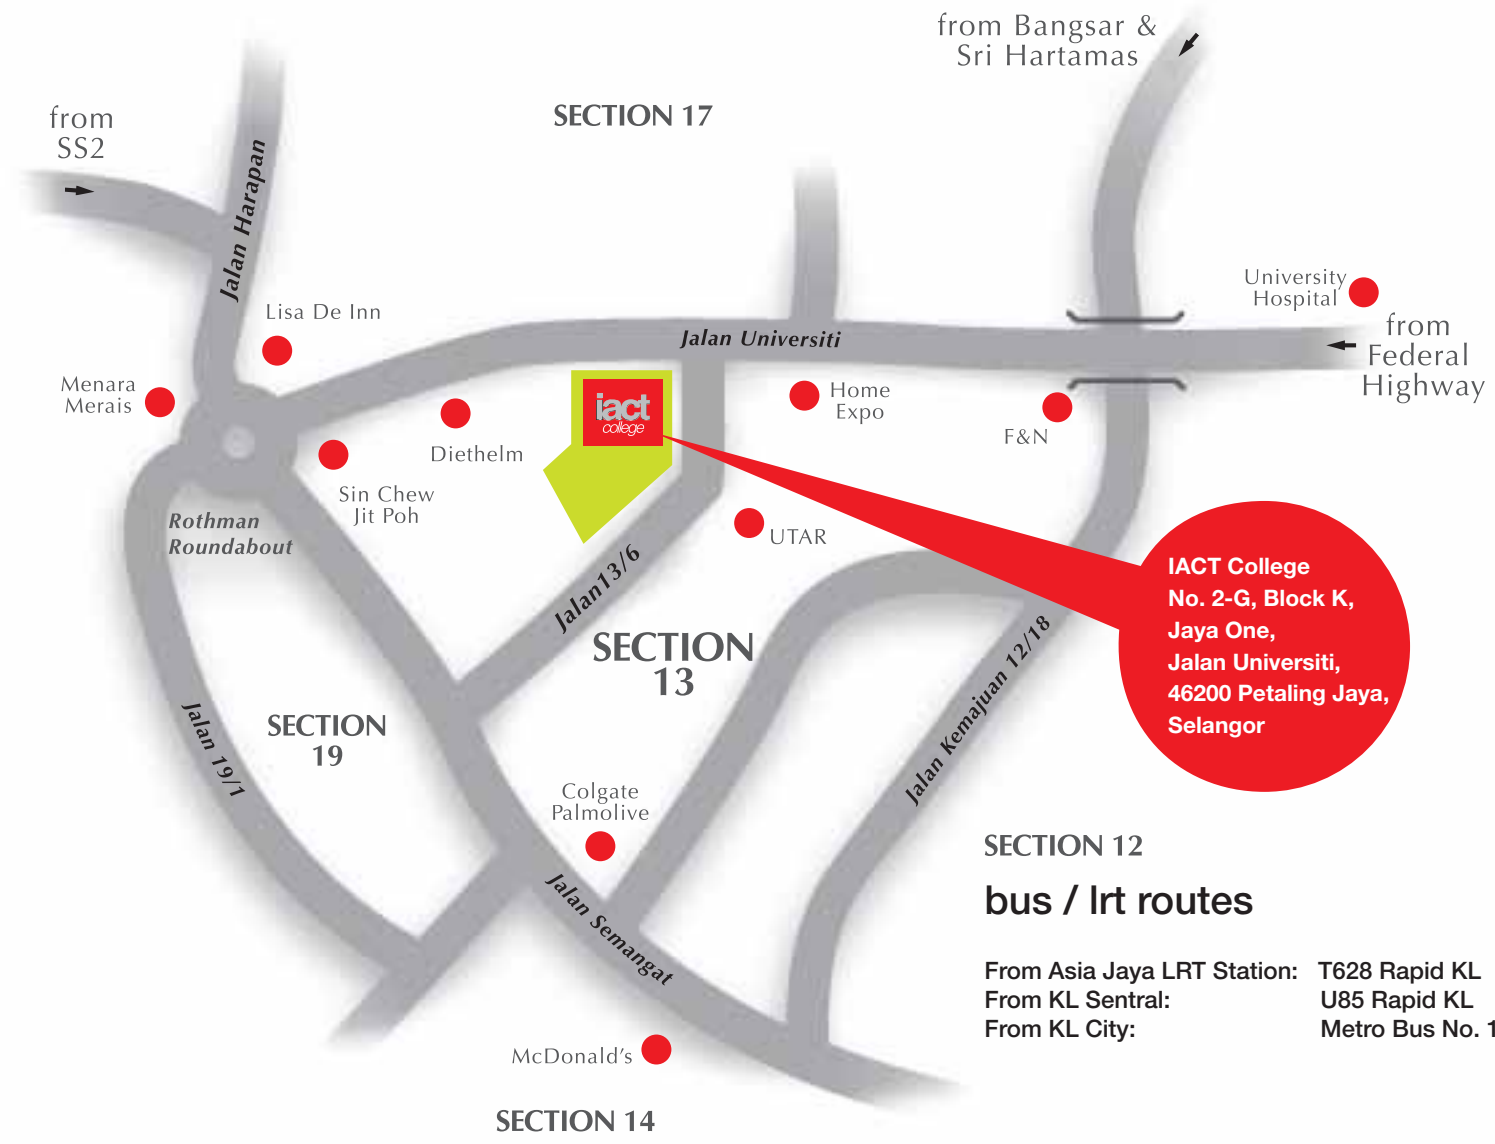 from Bangsar &
Sri Hartamas
SECTION 17
from
SS2
Jalan Harapan
University
Hospital
from
Federal
Highway
Lisa De Inn
Jalan Universiti
Menara
Merais
iact
college
Home
Expo
F&N
Diethelm
Sin Chew
Jit Poh
Rothman
Roundabout
UTAR
Jalan13/6
IACT College
No. 2-G, Block K,
Jaya One,
Jalan Universiti,
46200 Petaling Jaya,
Selangor
SECTION
13
Jalan Kemajuan 12/18
Jalan 19/1
SECTION
19
Colgate
Palmolive
Jalan Semangat
SECTION 12
bus / lrt routes
From Asia Jaya LRT Station: T628 Rapid KL
From KL Sentral: U85 Rapid KL
From KL City: Metro Bus No. 1
McDonald's
SECTION 14